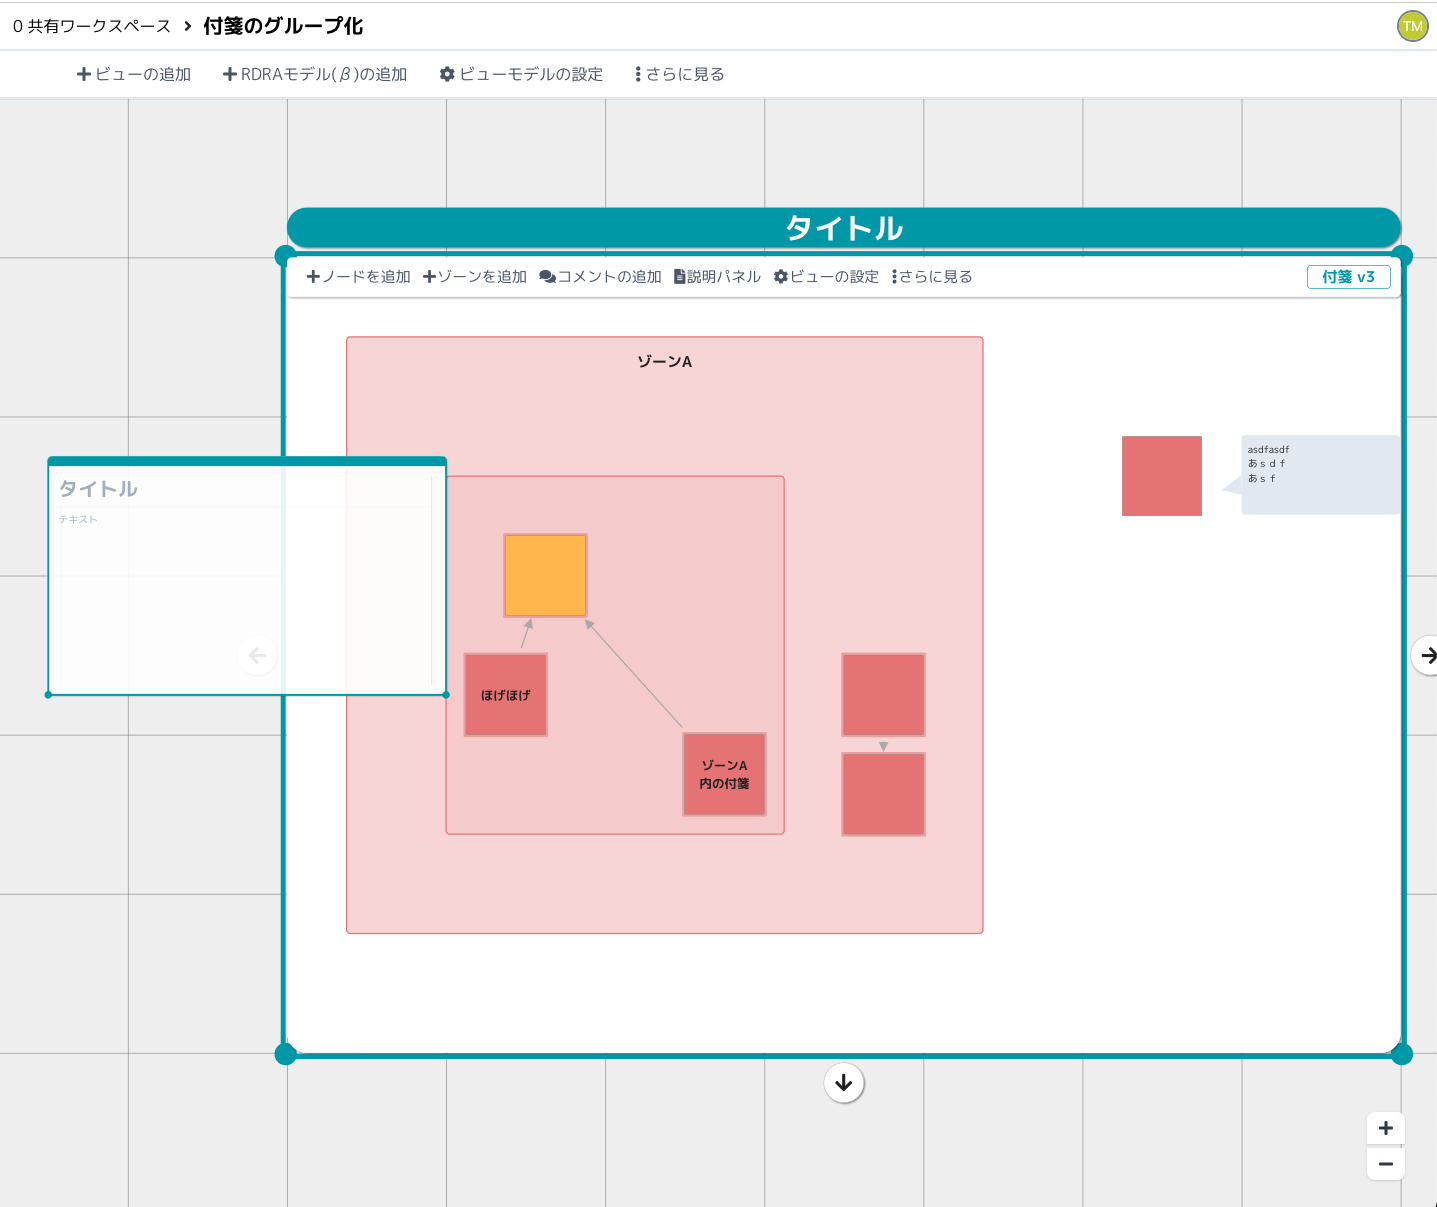 0 共有ワークスペース > 付箋のグループ化
TM
ビューの追加 RDRAモデル(β)の追加 ビューモデルの設定 さらに見る
タイトル
ノードを追加 ゾーンを追加 コメントの追加 説明パネル ビューの設定 さらに見る 付箋 v3
ゾーンA
asdfasdf
あｓｄｆ
あｓｆ
タイトル
テキスト
ほげほげ
ゾーンA
内の付箋